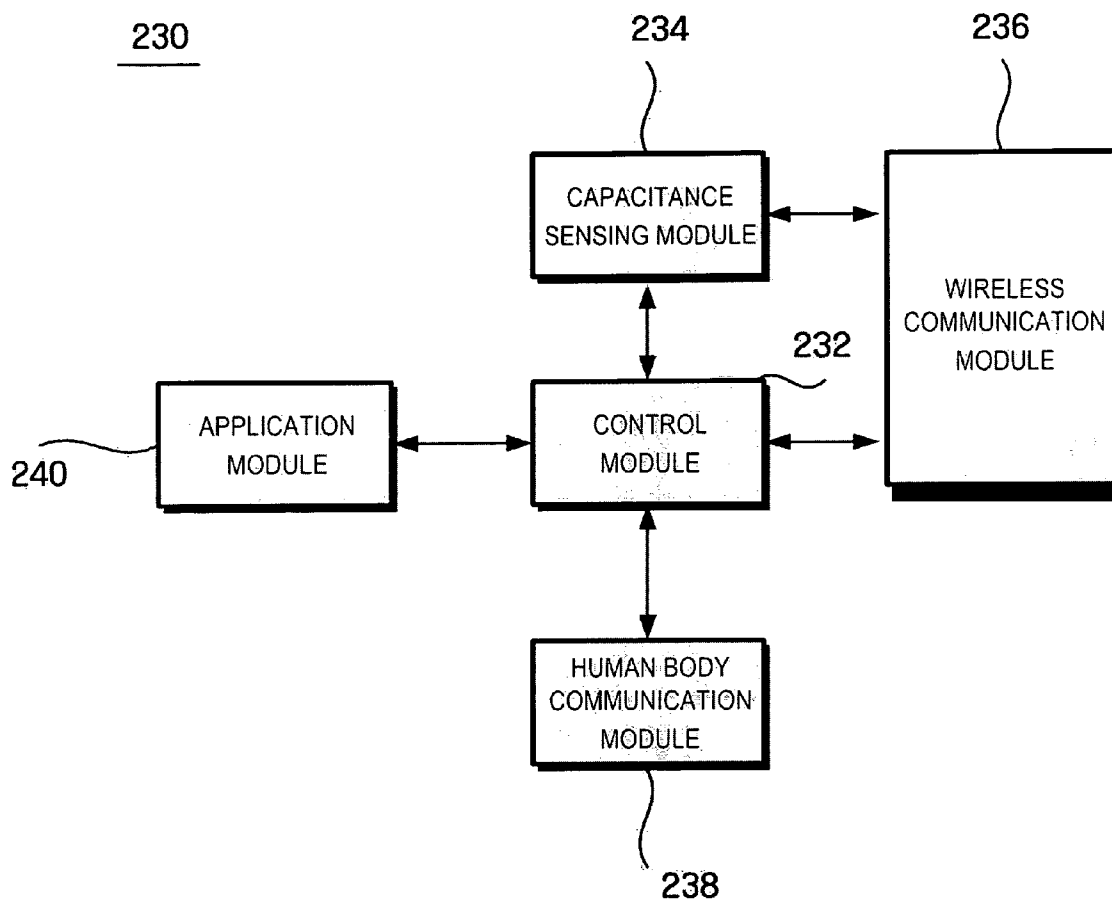 230
234
236
CAPACITANCE
SENSING MODULE
WIRELESS
COMMUNICATION
MODULE
232
APPLICATION
MODULE
CONTROL
MODULE
240
HUMAN BODY
COMMUNICATION
MODULE
238